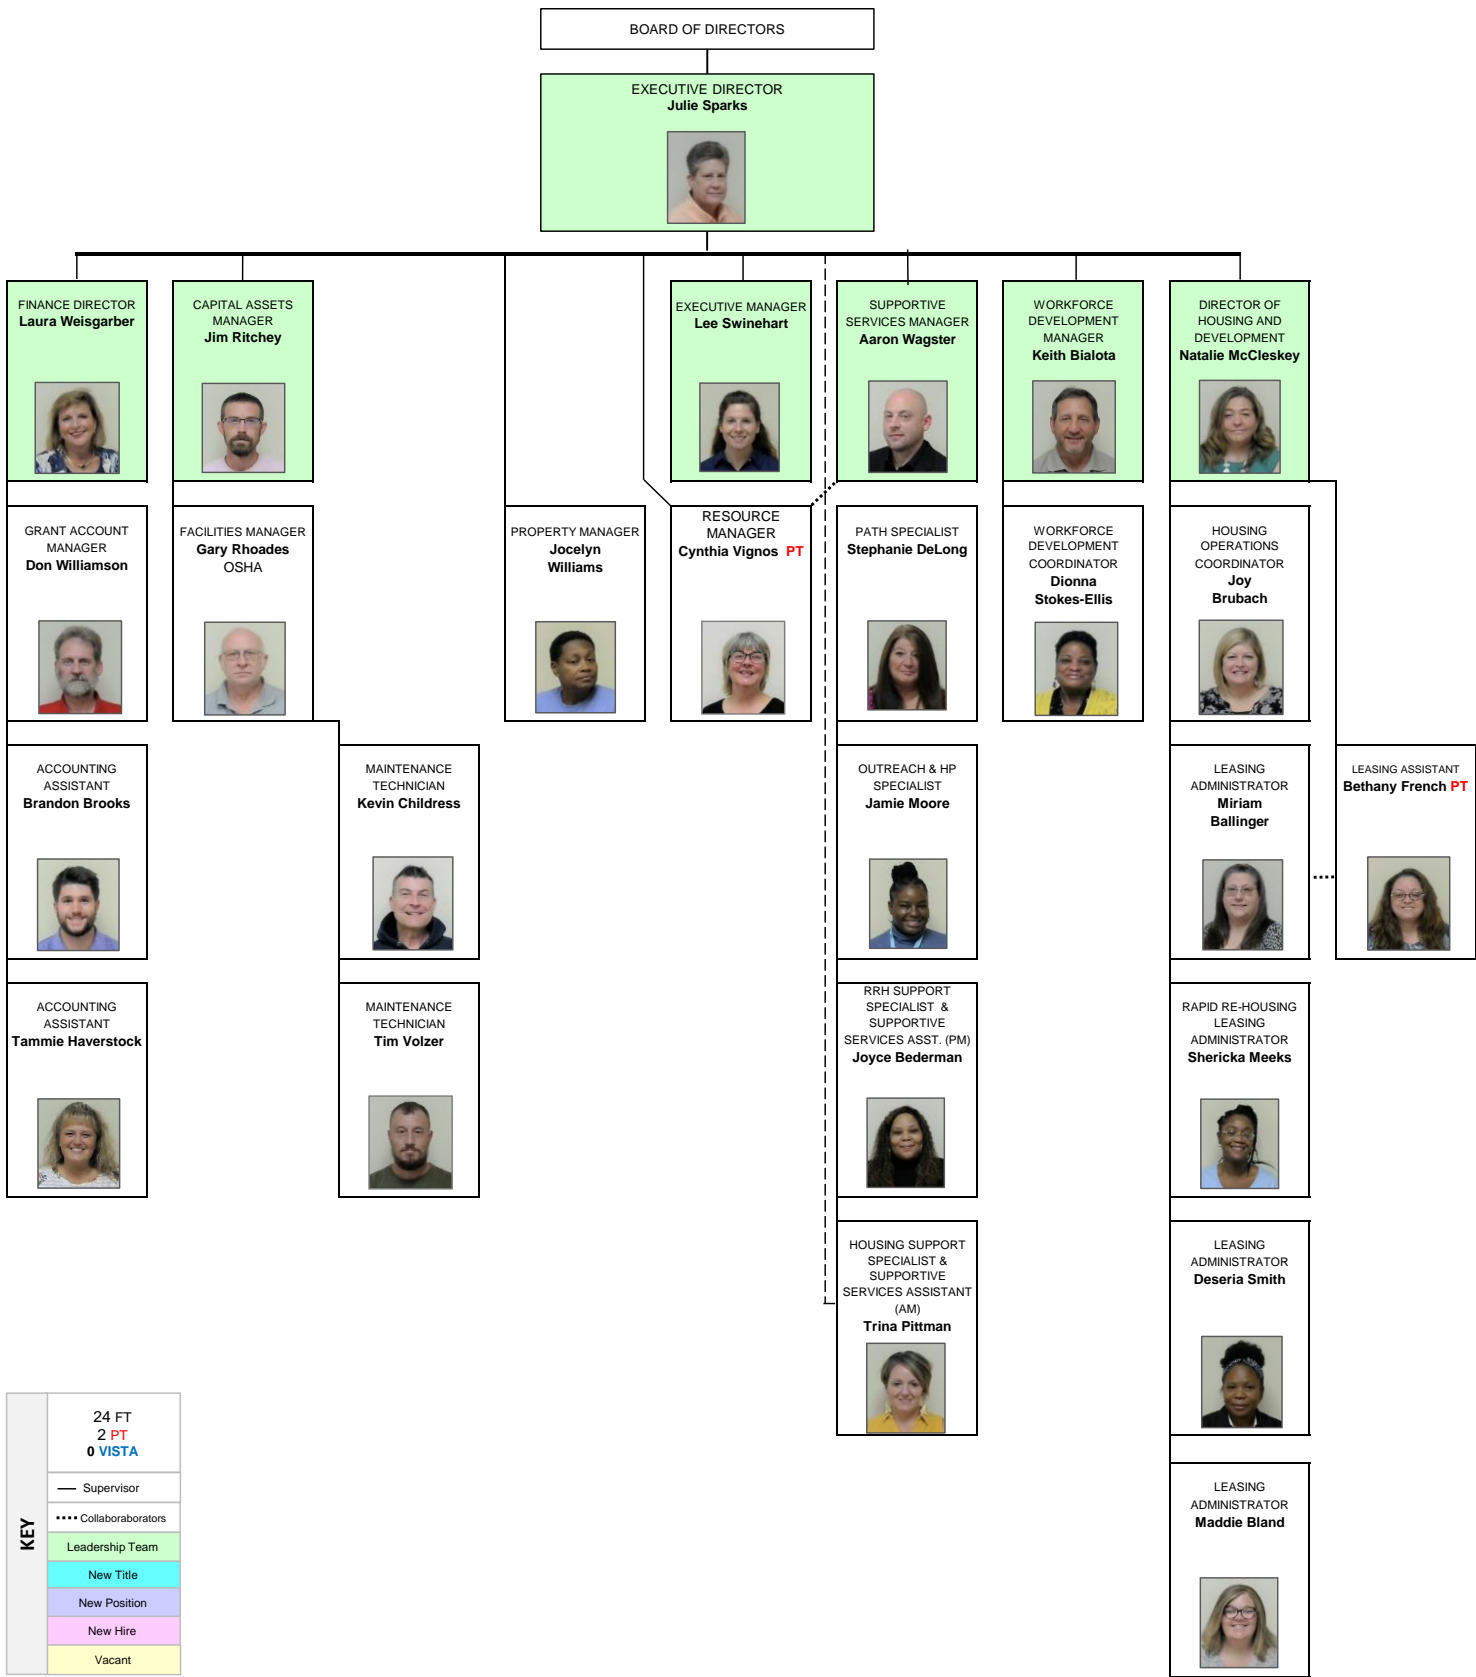 BOARD OF DIRECTORS
EXECUTIVE DIRECTOR
Julie Sparks
FINANCE DIRECTOR
Laura Weisgarber
CAPITAL ASSETS
MANAGER
Jim Ritchey
EXECUTIVE MANAGER
Lee Swinehart
SUPPORTIVE
SERVICES MANAGER
Aaron Wagster
WORKFORCE
DEVELOPMENT
MANAGER
Keith Bialota
DIRECTOR OF
HOUSING AND
DEVELOPMENT
Natalie McCleskey
GRANT ACCOUNT
MANAGER
Don Williamson
FACILITIES MANAGER
Gary Rhoades
OSHA
PROPERTY MANAGER
Jocelyn
Williams
RESOURCE
MANAGER
Cynthia Vignos PT
PATH SPECIALIST
Stephanie DeLong
WORKFORCE
DEVELOPMENT
COORDINATOR
Dionna
Stokes-Ellis
HOUSING
OPERATIONS
COORDINATOR
Joy
Brubach
ACCOUNTING
ASSISTANT
Brandon Brooks
MAINTENANCE
TECHNICIAN
Kevin Childress
OUTREACH & HP
SPECIALIST
Jamie Moore
LEASING
ADMINISTRATOR
Miriam
Ballinger
LEASING ASSISTANT
Bethany French PT
ACCOUNTING
ASSISTANT
Tammie Haverstock
MAINTENANCE
TECHNICIAN
Tim Volzer
RRH SUPPORT
SPECIALIST &
SUPPORTIVE
SERVICES ASST. (PM)
Joyce Bederman
RAPID RE-HOUSING
LEASING
ADMINISTRATOR
Shericka Meeks
HOUSING SUPPORT
SPECIALIST &
SUPPORTIVE
SERVICES ASSISTANT
(AM)
Trina Pittman
LEASING
ADMINISTRATOR
Deseria Smith
LEASING
ADMINISTRATOR
Maddie Bland
KEY
24 FT
2 PT
0 VISTA
Supervisor
Collaboraborators
Leadership Team
New Title
New Position
New Hire
Vacant